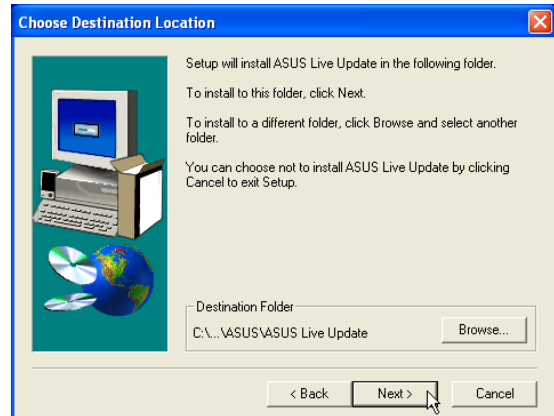 Choose Destination Location
Setup will install ASUS Live Update in the following folder.
To install to this folder, click Next.
To install to a different folder, click Browse and select another
folder.
You can choose not to install ASUS Live Update by clicking
Cancel to exit Setup.
Destination Folder
C:\...\ASUS\ASUS Live Update
Browse...
< Back
Next >
Cancel